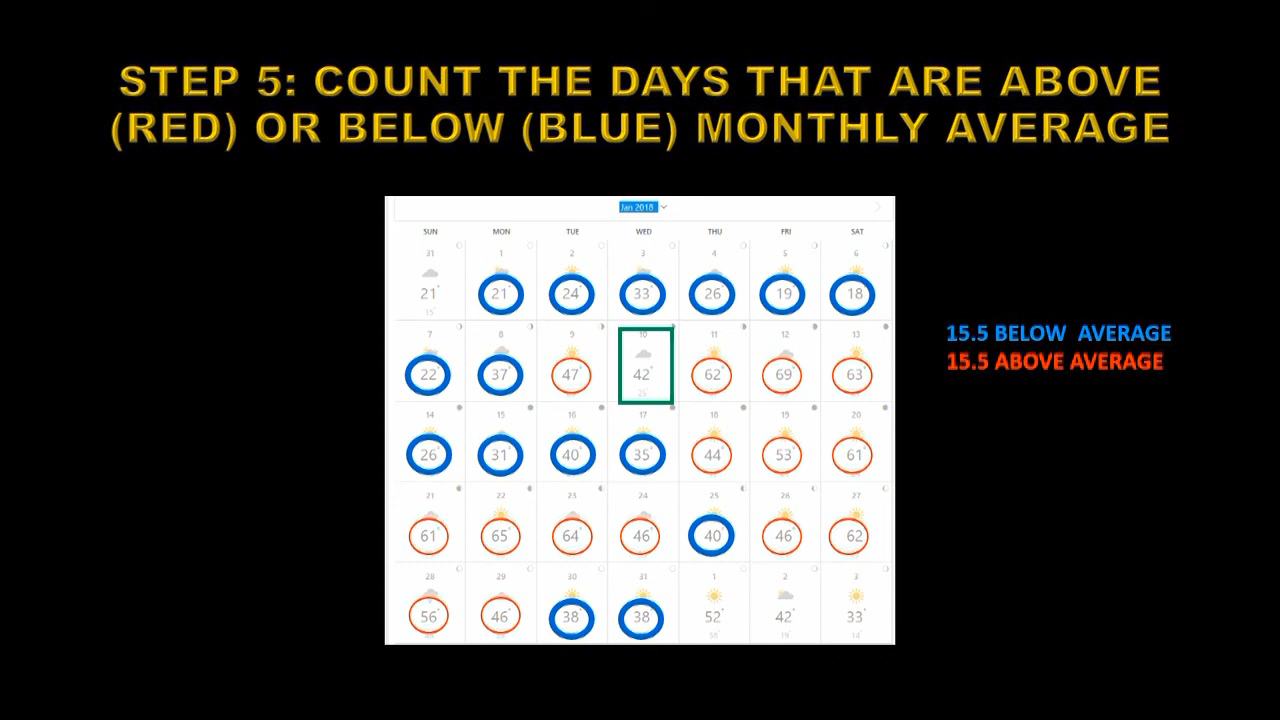 STEP 5: COUNT THE DAYS THAT ARE ABOVE
(RED) OR BELOW (BLUE) MONTHLY AVERAGE
Jan 2018
SUN MON TUE WED THU FRI SAT
31 1 2 3 4 5 6
21° 21° 24° 33° 26° 19° 18°
15°
7 8 9 10 11 12 13
22° 37° 47° 42° 62° 69° 63°
25°
14 15 16 17 18 19 20
26° 31° 40° 35° 44° 53° 61°
21 22 23 24 25 26 27
61° 65° 64° 46° 40° 46° 62°
28 29 30 31 1 2 3
56° 46° 38° 38° 52° 42° 33°
19° 14°
15.5 BELOW AVERAGE
15.5 ABOVE AVERAGE